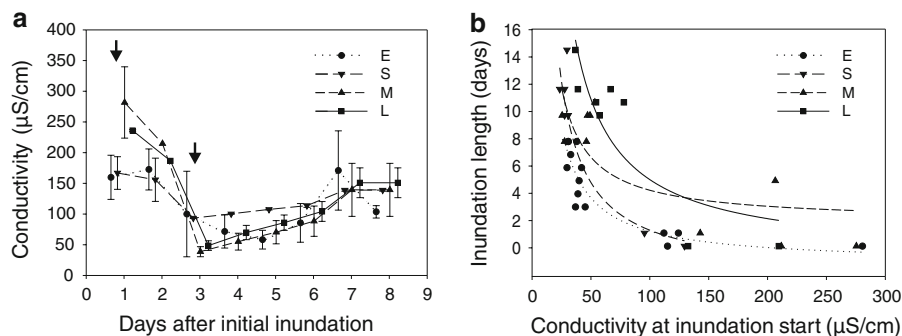 a
400
350
300
250
200
150
100
50
0
Conductivity (µS/cm)
E
S
M
L
0 1 2 3 4 5 6 7 8 9
Days after initial inundation
b
16
14
12
10
8
6
4
2
0
Inundation length (days)
E
S
M
L
0 50 100 150 200 250 300
Conductivity at inundation start (µS/cm)